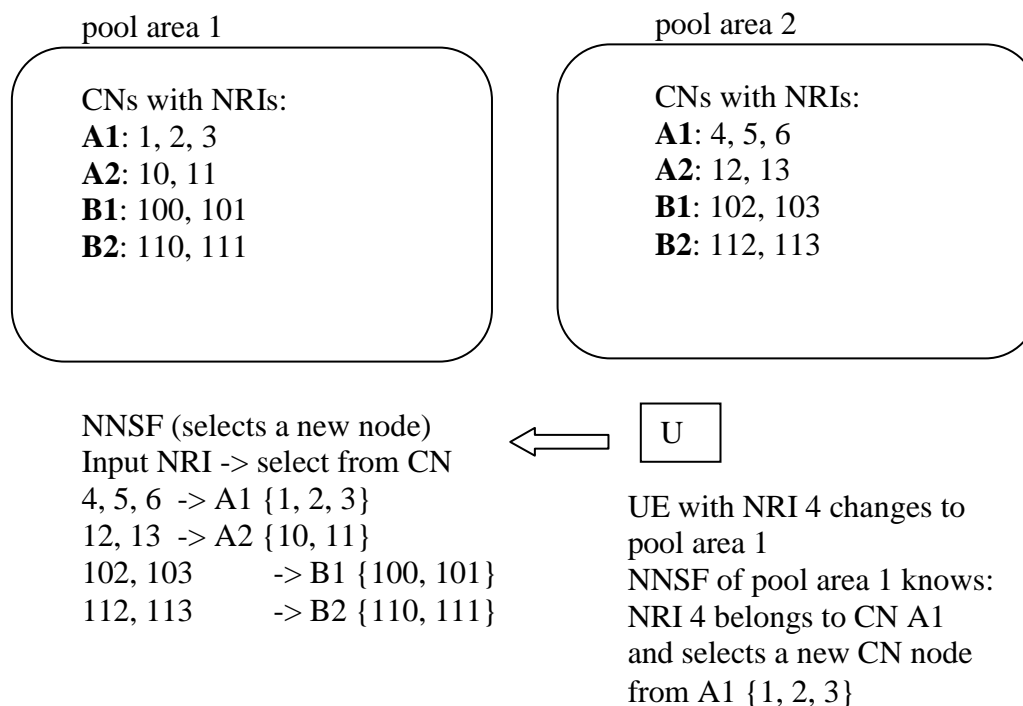 pool area 1
CNs with NRIs:
A1: 1, 2, 3
A2: 10, 11
B1: 100, 101
B2: 110, 111
pool area 2
CNs with NRIs:
A1: 4, 5, 6
A2: 12, 13
B1: 102, 103
B2: 112, 113
NNSF (selects a new node)
Input NRI -> select from CN
4, 5, 6 -> A1 {1, 2, 3}
12, 13 -> A2 {10, 11}
102, 103 -> B1 {100, 101}
112, 113 -> B2 {110, 111}
U
UE with NRI 4 changes to
pool area 1
NNSF of pool area 1 knows:
NRI 4 belongs to CN A1
and selects a new CN node
from A1 {1, 2, 3}